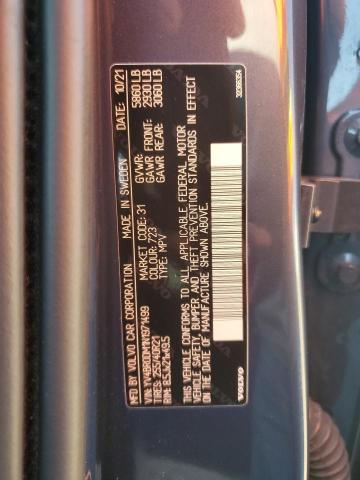 MFD. BY VOLVO CAR CORPORATION MADE IN SWEDEN DATE: 10/21
VIN: YV4BR0DM1N1971499 MARKET CODE: 31 GVWR: 5860 LB
TIRES: 255/40R21 COLOUR: 723 GAWR FRONT: 2930 LB
RIM: 8.5JX21X49.5 TYPE: MPV GAWR REAR: 3060 LB
THIS VEHICLE CONFORMS TO ALL APPLICABLE FEDERAL MOTOR
VEHICLE SAFETY, BUMPER AND THEFT PREVENTION STANDARDS IN EFFECT
ON THE DATE OF MANUFACTURE SHOWN ABOVE.
VOLVO